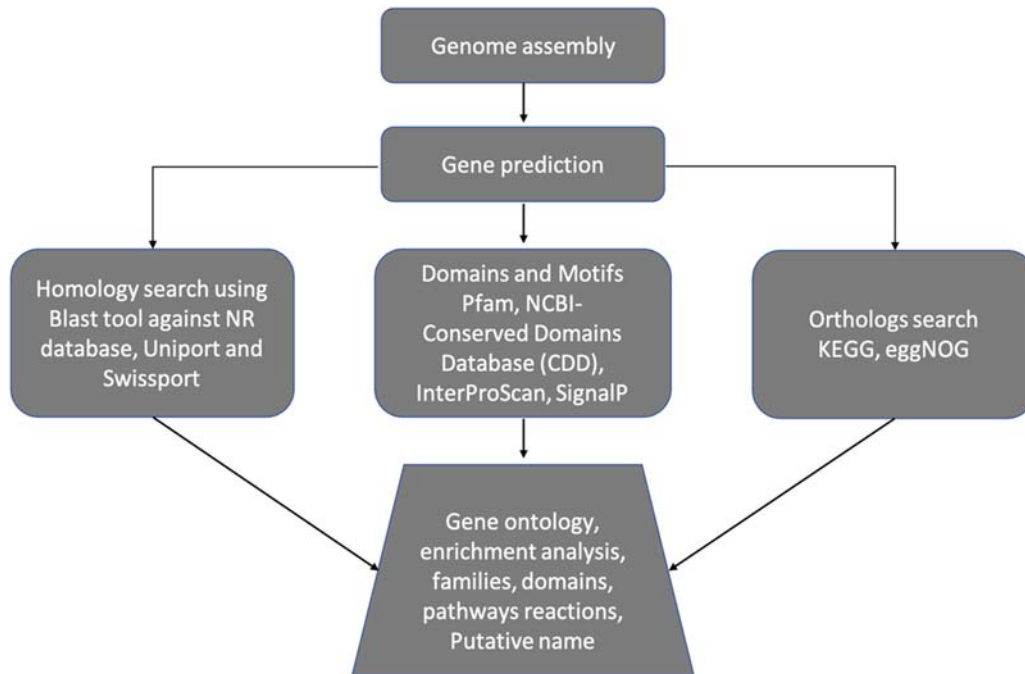 Genome assembly
Gene prediction
Homology search using
Blast tool against NR
database, Uniport and
Swissport
Domains and Motifs
Pfam, NCBI-
Conserved Domains
Database (CDD),
InterProScan, SignalP
Orthologs search
KEGG, eggNOG
Gene ontology,
enrichment analysis,
families, domains,
pathways reactions,
Putative name